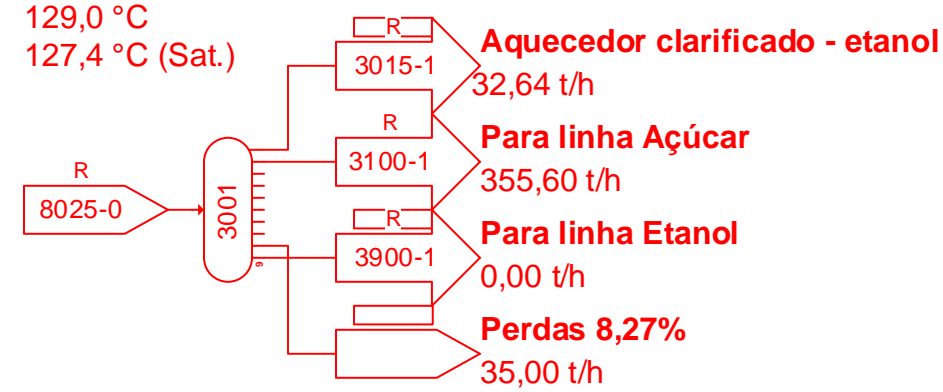 129,0 °C
127,4 °C (Sat.)
R
8025-0
3001
9
R
3015-1
Aquecedor clarificado - etanol
32,64 t/h
R
3100-1
Para linha Açúcar
355,60 t/h
R
3900-1
Para linha Etanol
0,00 t/h
Perdas 8,27%
35,00 t/h